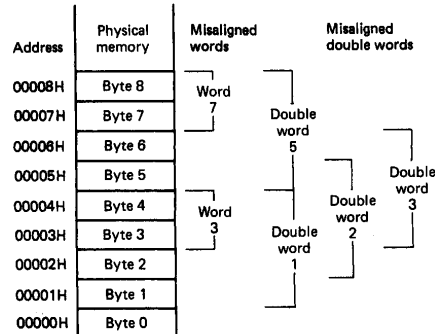 Address
Physical
memory
Misaligned
words
Misaligned
double words
00008H
Byte 8
00007H
Byte 7
00006H
Byte 6
00005H
Byte 5
00004H
Byte 4
00003H
Byte 3
00002H
Byte 2
00001H
Byte 1
00000H
Byte 0
Word
7
Word
3
Double
word
5
Double
word
1
Double
word
2
Double
word
3